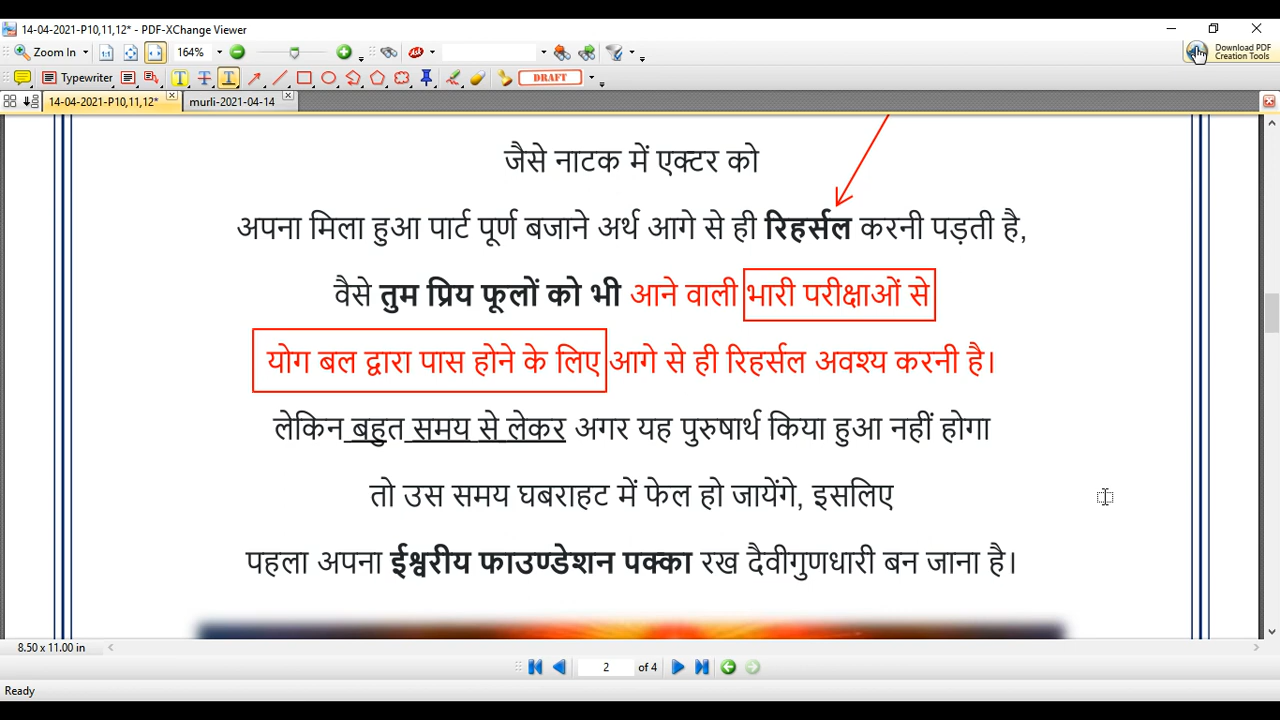 14-04-2021-P10,11,12* - PDF-XChange Viewer
Zoom In
164%
Download PDF
Creation Tools
Typewriter
DRAFT
14-04-2021-P10,11,12*
murli-2021-04-14
जैसे नाटक में एक्टर को
अपना मिला हुआ पार्ट पूर्ण बजाने अर्थ आगे से ही रिहर्सल करनी पड़ती है,
वैसे तुम प्रिय फूलों को भी आने वाली भारी परीक्षाओं से
योग बल द्वारा पास होने के लिए आगे से ही रिहर्सल अवश्य करनी है।
लेकिन बहुत समय से लेकर अगर यह पुरुषार्थ किया हुआ नहीं होगा
तो उस समय घबराहट में फेल हो जायेंगे, इसलिए
पहला अपना ईश्वरीय फाउण्डेशन पक्का रख दैवीगुणधारी बन जाना है।
8.50 x 11.00 in
2 of 4
Ready